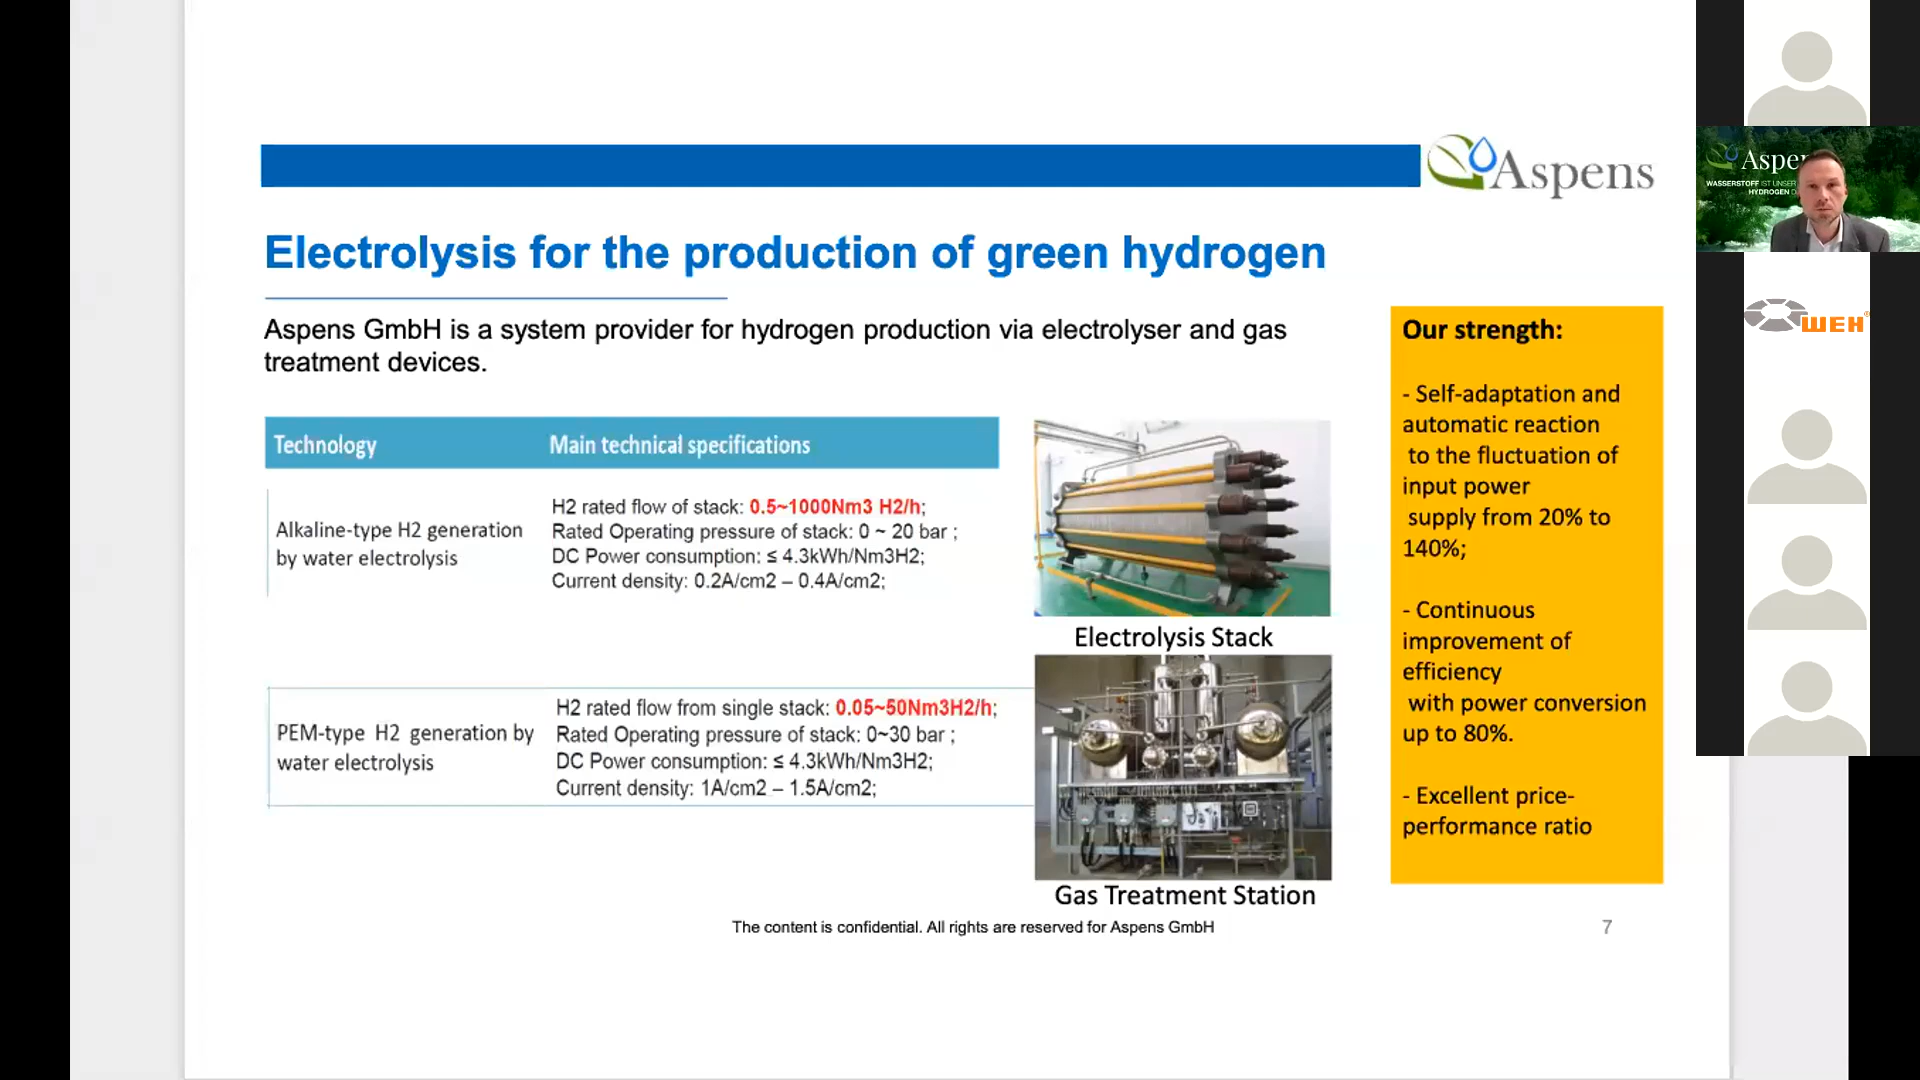 Aspens
Electrolysis for the production of green hydrogen
Aspens GmbH is a system provider for hydrogen production via electrolyser and gas
treatment devices.
Technology
Main technical specifications
Alkaline-type H2 generation
by water electrolysis
H2 rated flow of stack: 0.5~1000Nm3 H2/h;
Rated Operating pressure of stack: 0 ~ 20 bar ;
DC Power consumption: ≤ 4.3kWh/Nm3H2;
Current density: 0.2A/cm2 – 0.4A/cm2;
PEM-type H2 generation by
water electrolysis
H2 rated flow from single stack: 0.05~50Nm3H2/h;
Rated Operating pressure of stack: 0~30 bar ;
DC Power consumption: ≤ 4.3kWh/Nm3H2;
Current density: 1A/cm2 – 1.5A/cm2;
Electrolysis Stack
Gas Treatment Station
Our strength:
- Self-adaptation and
automatic reaction
to the fluctuation of
input power
supply from 20% to
140%;
- Continuous
improvement of
efficiency
with power conversion
up to 80%.
- Excellent price-
performance ratio
The content is confidential. All rights are reserved for Aspens GmbH
7
Aspe
WASSERSTOFF IST UNSER
HYDROGEN
WEH®